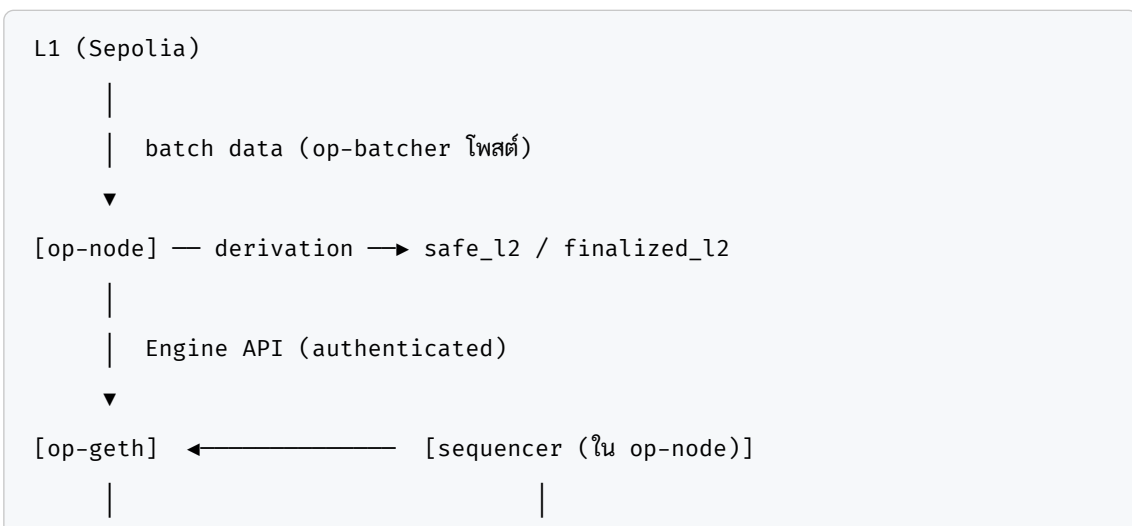 L1 (Sepolia)
│
│ batch data (op-batcher โพสต์)
▼
[op-node] ── derivation ──▶ safe_l2 / finalized_l2
│
│ Engine API (authenticated)
▼
[op-geth] ◀────────────── [sequencer (ใน op-node)]
│ │